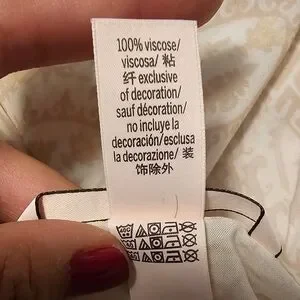 100% viscose/
viscosa/ 粘
纤 exclusive
of decoration/
sauf décoration/
no incluye la
decoración/esclusa
la decorazione/ 装
饰除外